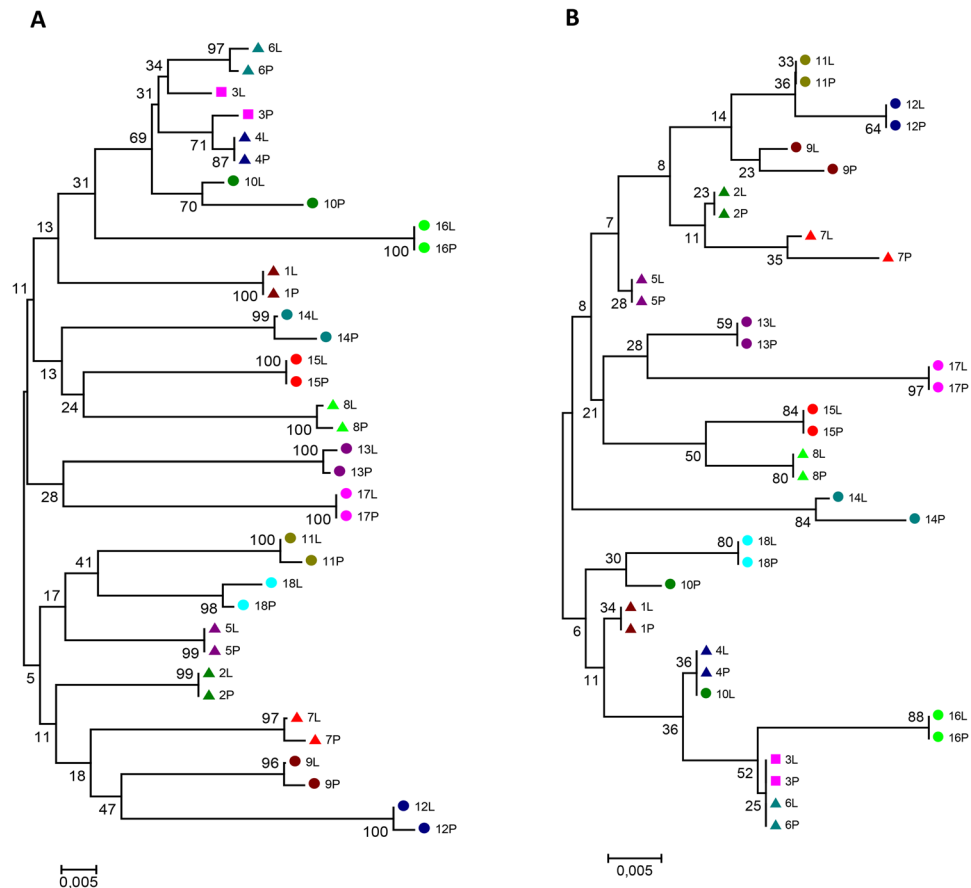 A
97
6L
6P
34
3L
31
3P
4L
71
87
4P
69
10L
70
10P
31
16L
16P
100
13
1L
100
1P
11
99
14L
14P
13
100
15L
15P
24
8L
100
8P
100
13L
13P
28
17L
17P
100
100
11L
11P
41
18L
98
18P
17
5L
99
5P
5
99
2L
2P
11
97
7L
7P
18
96
9L
9P
47
12L
100
12P
0,005
B
33
11L
36
11P
12L
64
12P
14
9L
23
9P
8
23
2L
2P
11
7L
35
7P
7
5L
28
5P
8
59
13L
13P
28
17L
97
17P
21
84
15L
15P
50
8L
80
8P
14L
84
14P
80
18L
18P
30
10P
6
34
1L
1P
11
4L
36
4P
10L
36
88
16L
16P
52
3L
3P
25
6L
6P
0,005